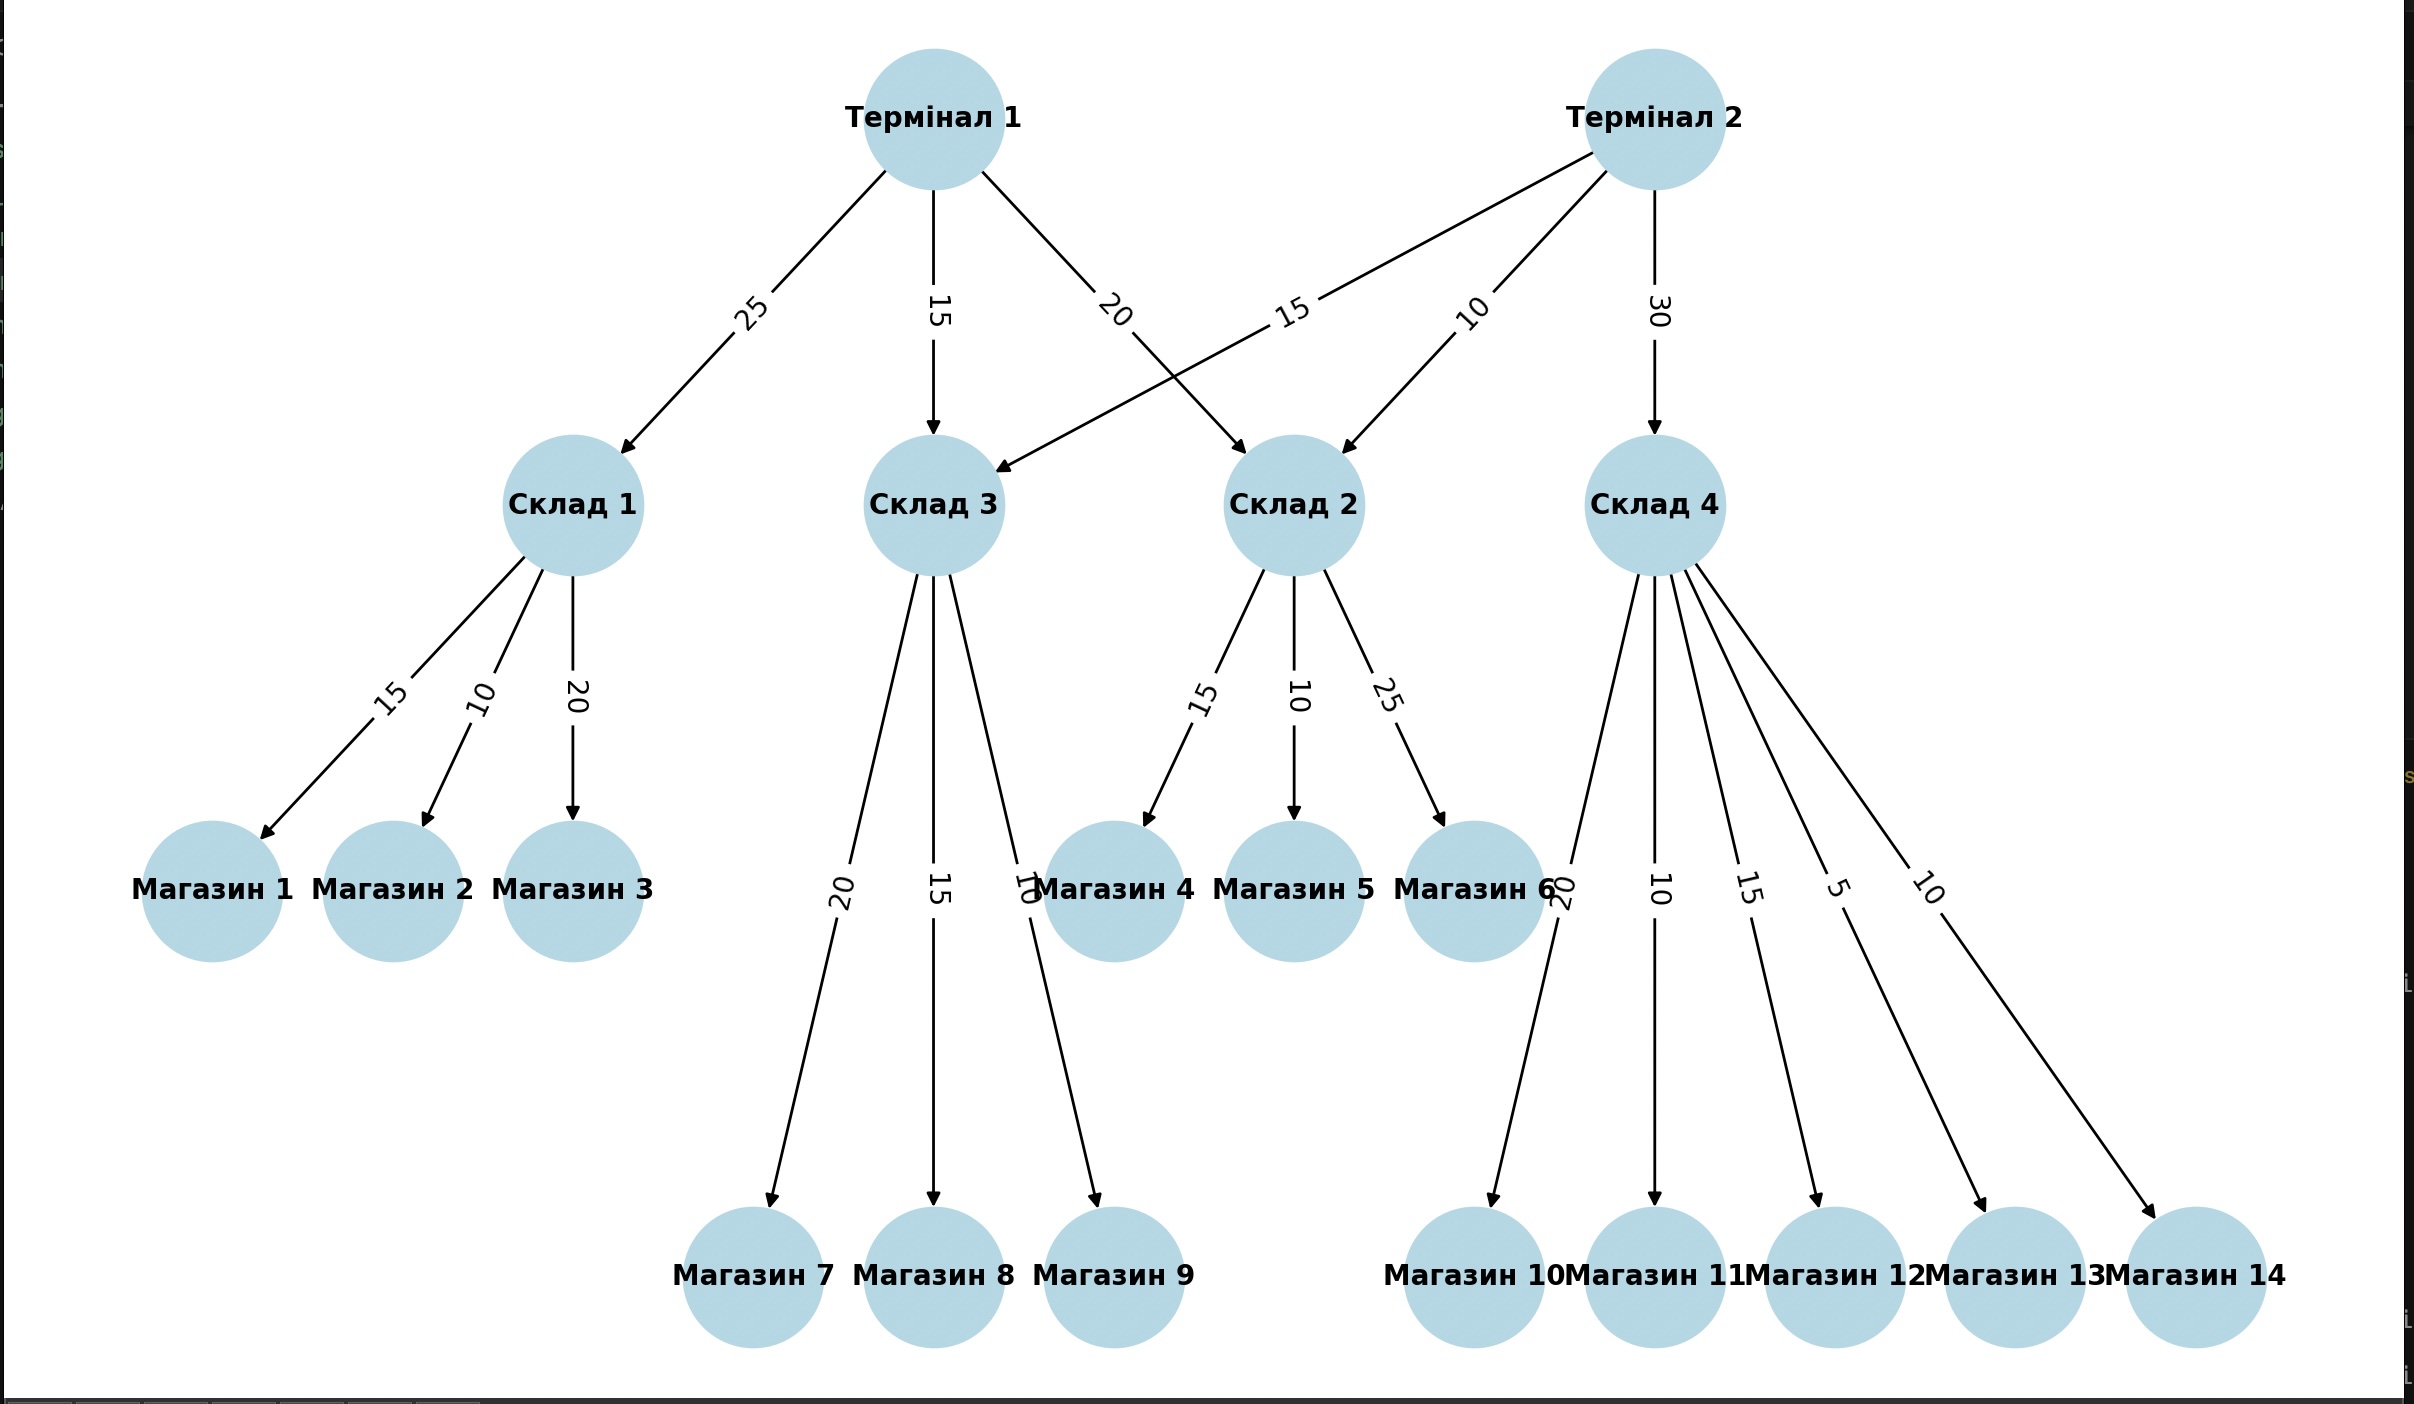 Термінал 1
Термінал 2
25
15
20
15
10
30
Склад 1
Склад 3
Склад 2
Склад 4
15
10
20
15
10
25
Магазин 1
Магазин 2
Магазин 3
20
15
10
Магазин 4
Магазин 5
Магазин 6
20
10
15
5
10
Магазин 7
Магазин 8
Магазин 9
Магазин 10
Магазин 11
Магазин 12
Магазин 13
Магазин 14